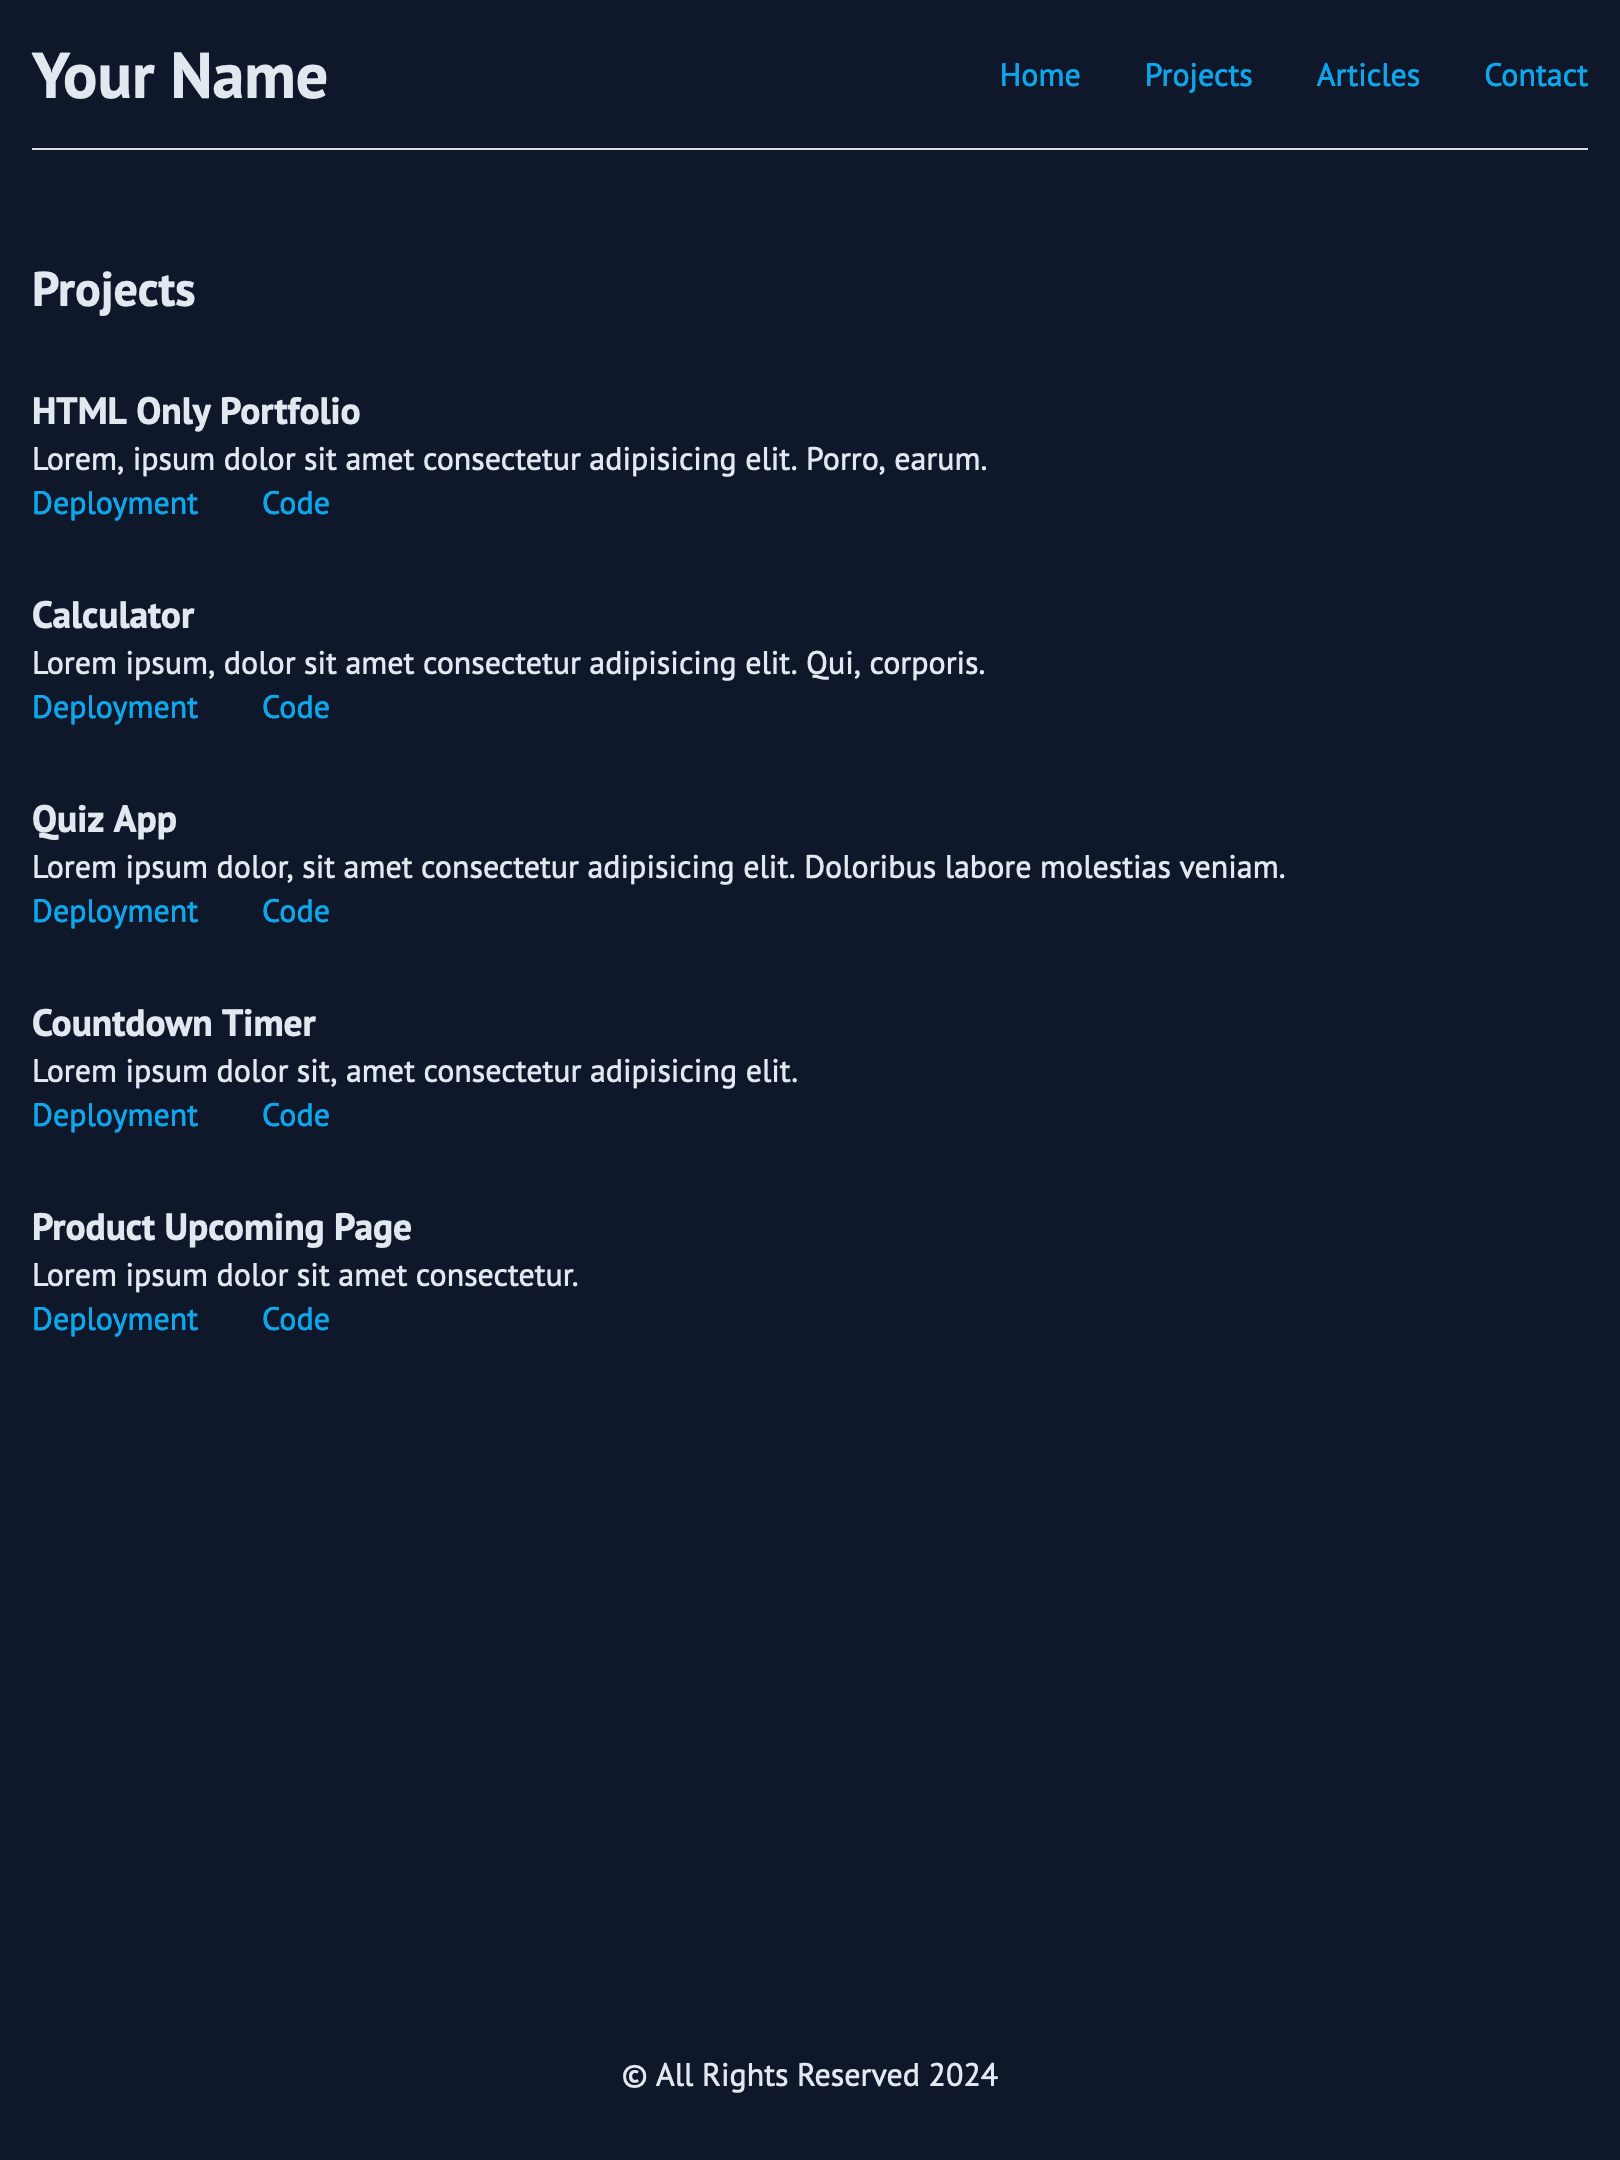 Your Name
Home Projects Articles Contact
Projects
HTML Only Portfolio
Lorem, ipsum dolor sit amet consectetur adipisicing elit. Porro, earum.
Deployment Code
Calculator
Lorem ipsum, dolor sit amet consectetur adipisicing elit. Qui, corporis.
Deployment Code
Quiz App
Lorem ipsum dolor, sit amet consectetur adipisicing elit. Doloribus labore molestias veniam.
Deployment Code
Countdown Timer
Lorem ipsum dolor sit, amet consectetur adipisicing elit.
Deployment Code
Product Upcoming Page
Lorem ipsum dolor sit amet consectetur.
Deployment Code
© All Rights Reserved 2024